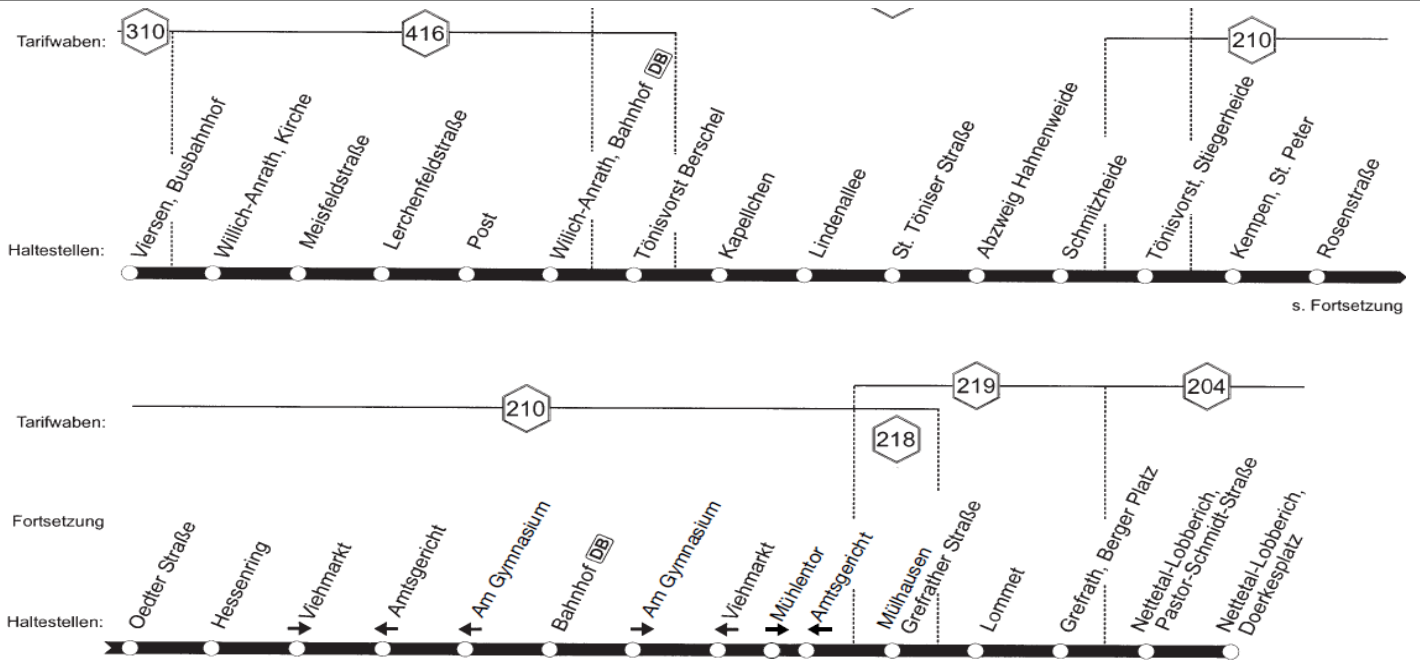 Tarifwaben:
310
416
210
Haltestellen:
Viersen, Busbahnhof
Willich-Anrath, Kirche
Meisfeldstraße
Lerchenfeldstraße
Post
Willich-Anrath, Bahnhof DB
Tönisvorst Berschel
Kapellchen
Lindenallee
St. Töniser Straße
Abzweig Hahnenweide
Schmitzheide
Tönisvorst, Stiegerheide
Kempen, St. Peter
Rosenstraße
s. Fortsetzung
Tarifwaben:
210
218
219
204
Fortsetzung
Haltestellen:
Oedter Straße
Hessenring
Viehmarkt
Amtsgericht
Am Gymnasium
Bahnhof DB
Am Gymnasium
Viehmarkt
Mühlentor
Amtsgericht
Mülhausen
Grefrather Straße
Lommet
Grefrath, Berger Platz
Nettetal-Lobberich,
Pastor-Schmidt-Straße
Nettetal-Lobberich,
Doerkesplatz